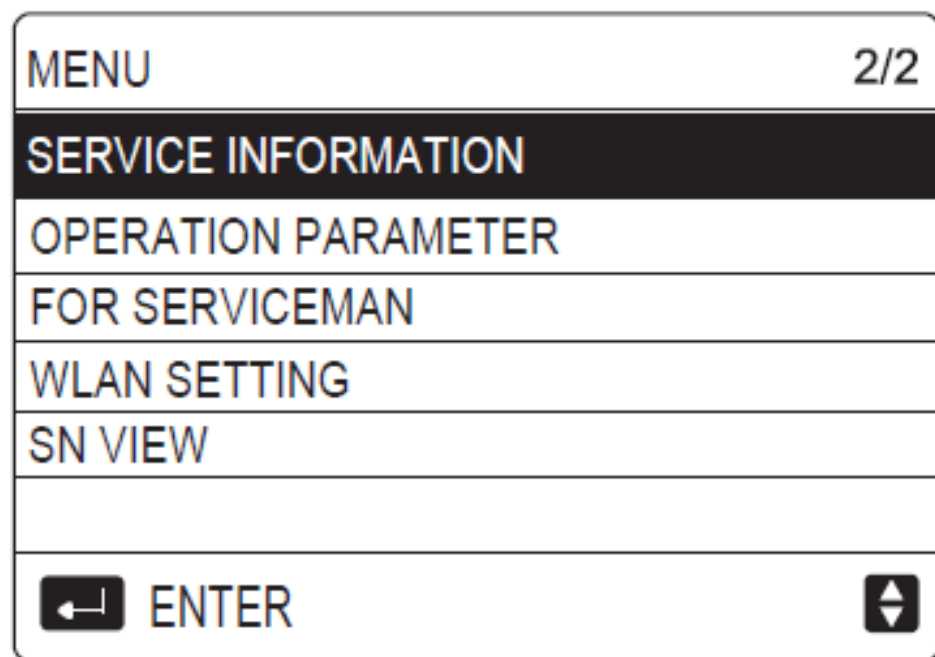 MENU 2/2
SERVICE INFORMATION
OPERATION PARAMETER
FOR SERVICEMAN
WLAN SETTING
SN VIEW
ENTER